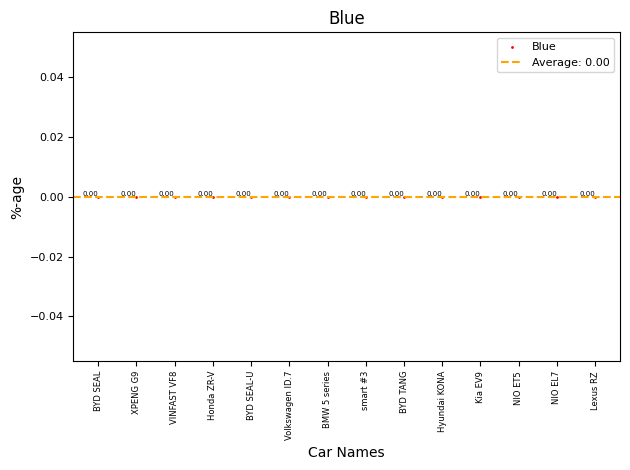 Blue
Blue
Average: 0.00
%-age
0.04
0.02
0.00
−0.02
−0.04
0.00 0.00 0.00 0.00 0.00 0.00 0.00 0.00 0.00 0.00 0.00 0.00 0.00 0.00
BYD SEAL
XPENG G9
VINFAST VF8
Honda ZR-V
BYD SEAL-U
Volkswagen ID.7
BMW 5 series
smart #3
BYD TANG
Hyundai KONA
Kia EV9
NIO ET5
NIO EL7
Lexus RZ
Car Names